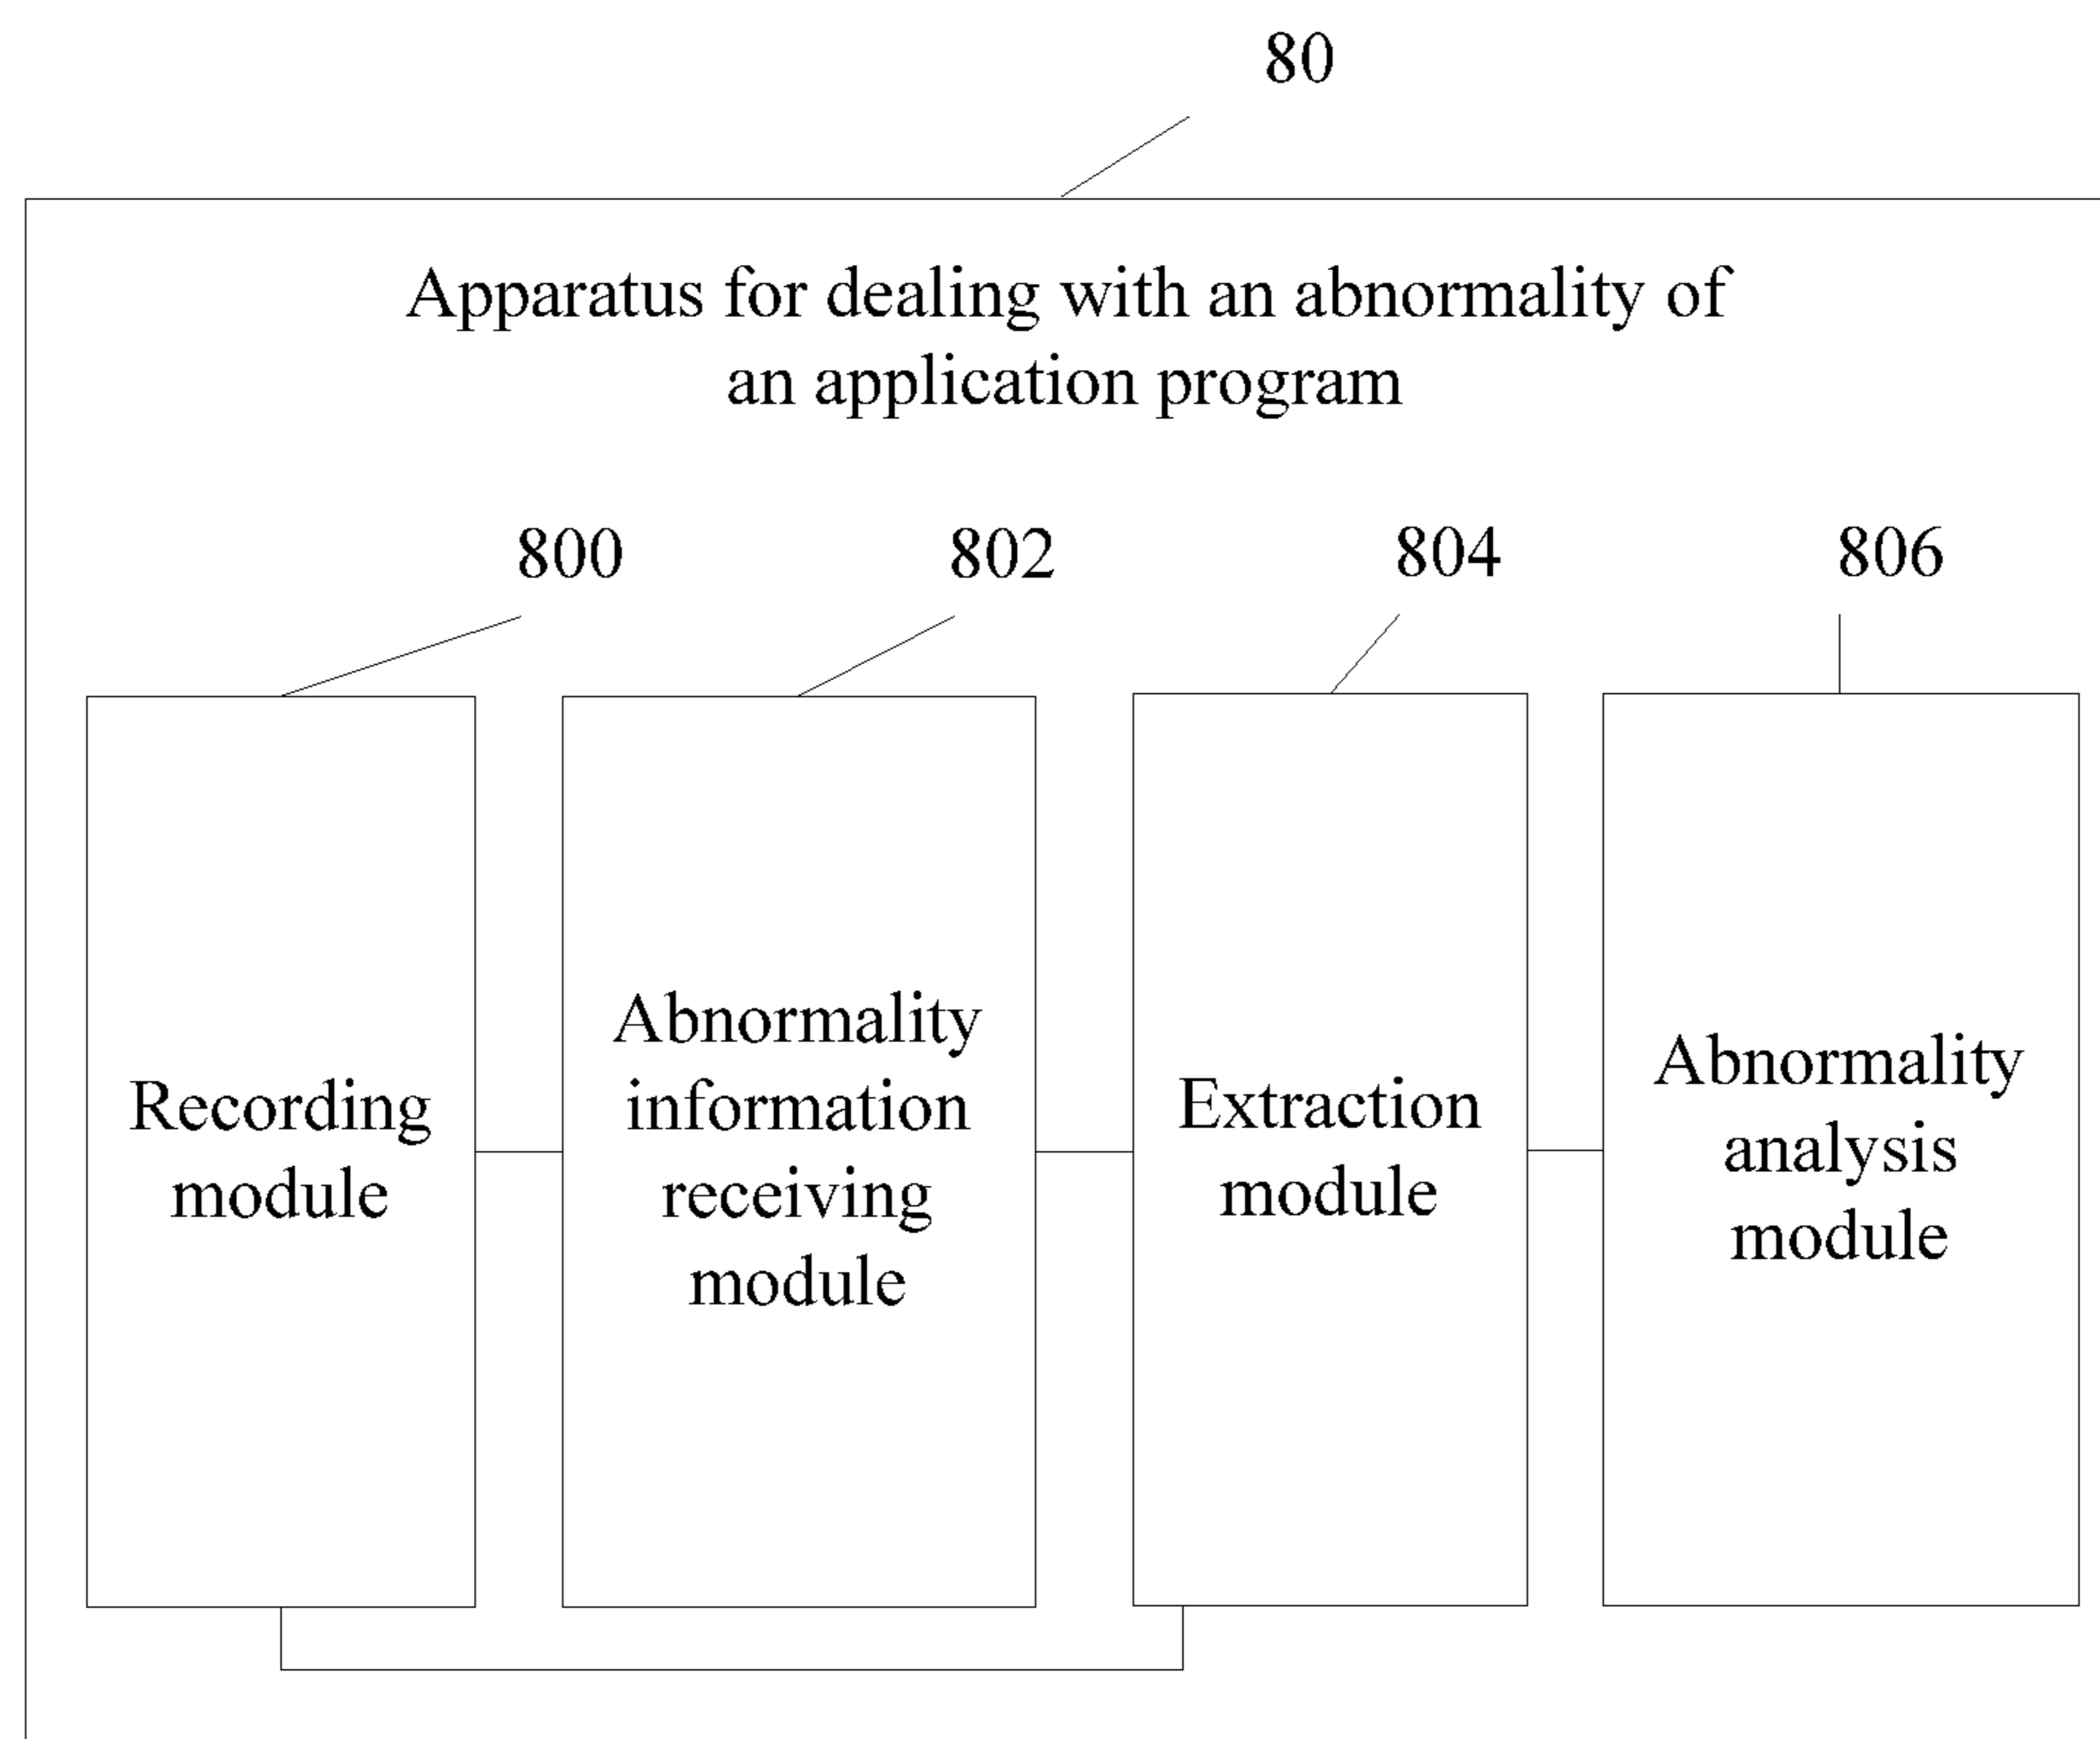 80
Apparatus for dealing with an abnormality of
an application program
800
802
804
806
Recording
module
Abnormality
information
receiving
module
Extraction
module
Abnormality
analysis
module